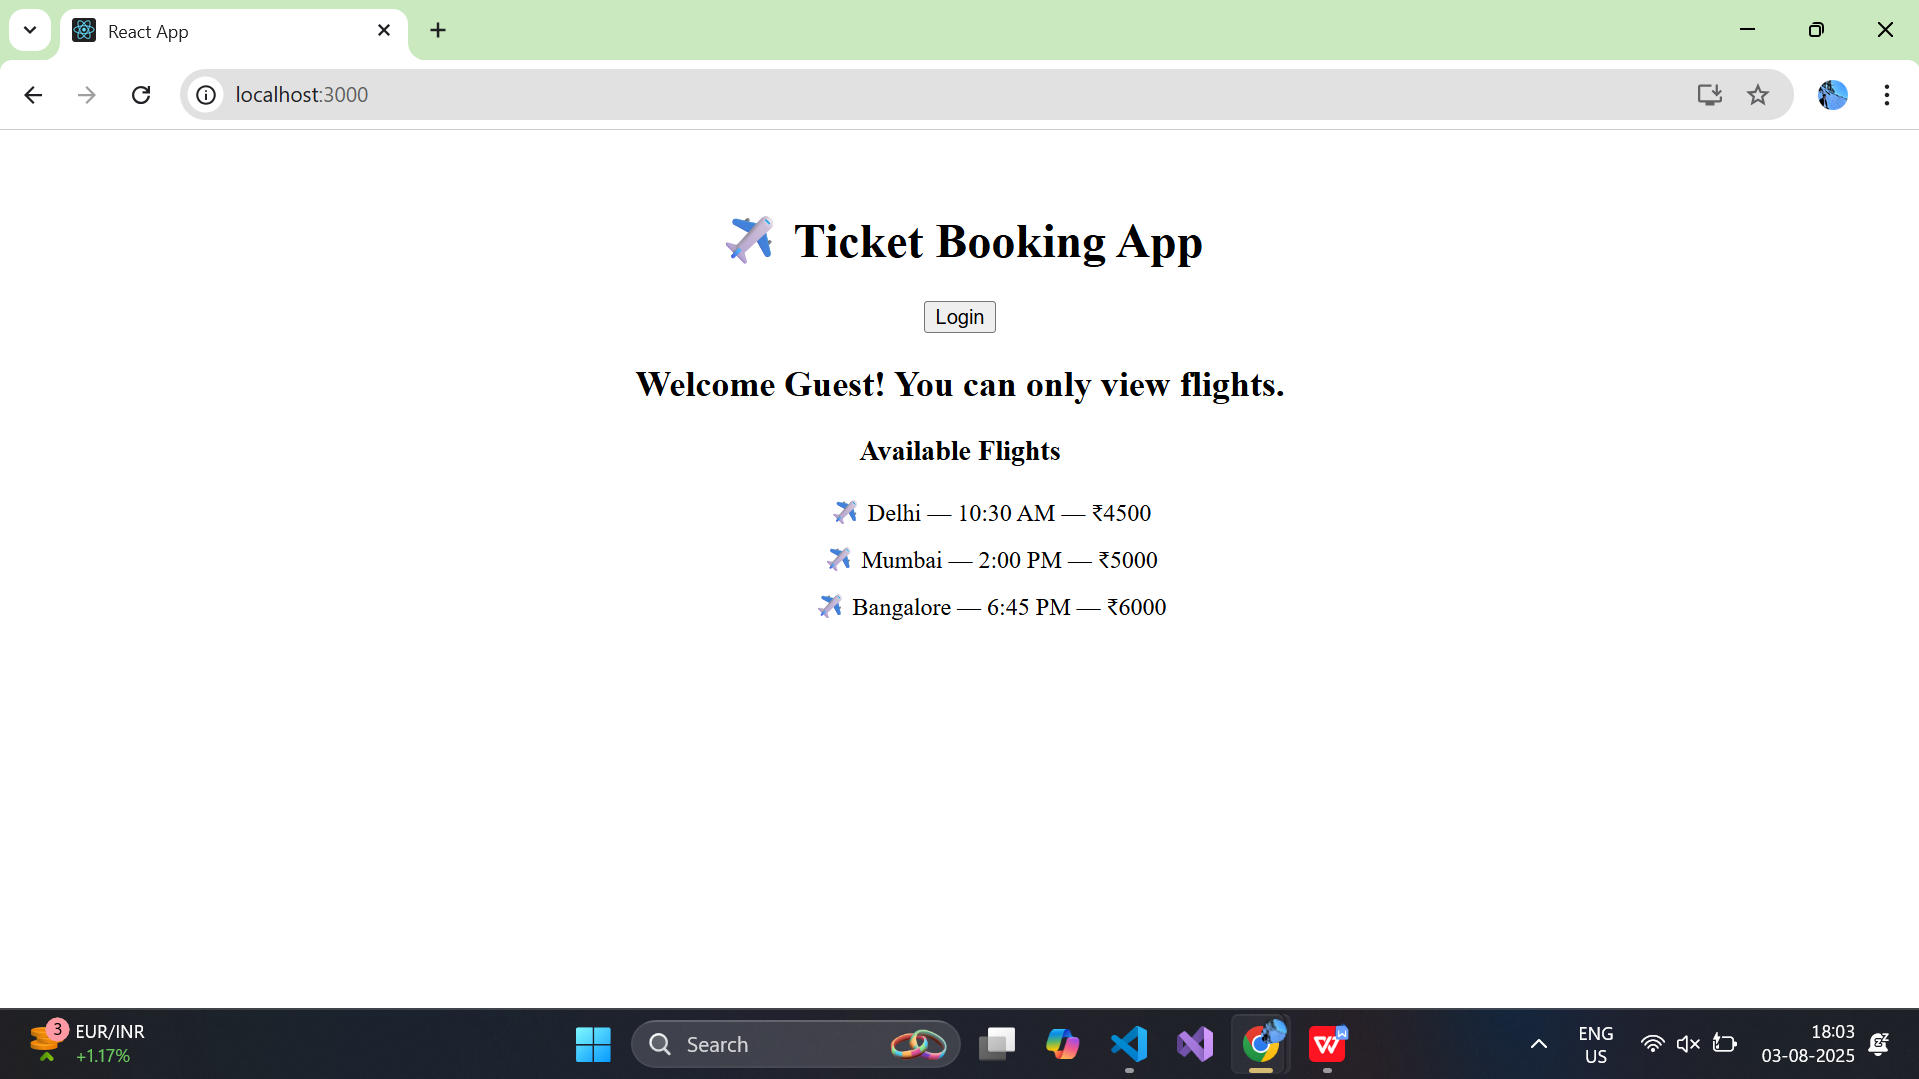 React App
localhost:3000
✈️ Ticket Booking App
Login
Welcome Guest! You can only view flights.
Available Flights
✈️ Delhi — 10:30 AM — ₹4500
✈️ Mumbai — 2:00 PM — ₹5000
✈️ Bangalore — 6:45 PM — ₹6000
3
EUR/INR
+1.17%
Search
W
W
ENG
US
18:03
03-08-2025